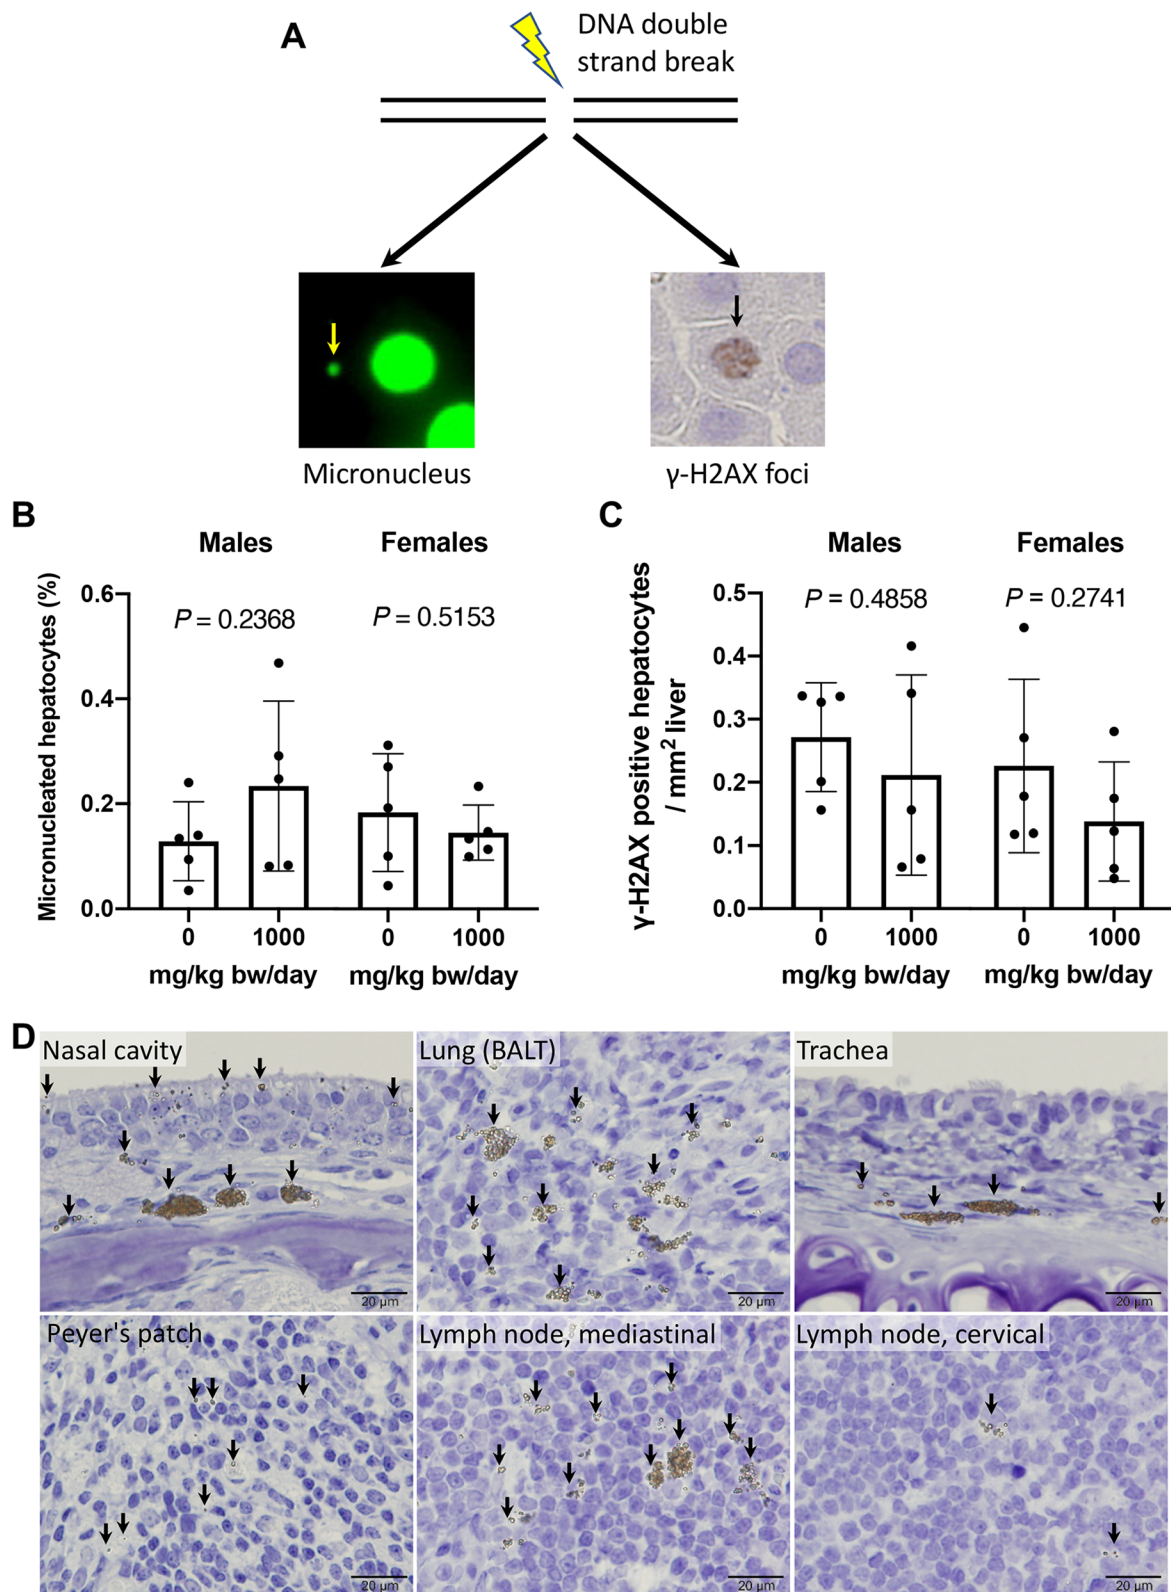 A
DNA double
strand break
Micronucleus
γ-H2AX foci
B
Males
Females
Micronucleated hepatocytes (%)
0.6
0.4
0.2
0.0
P = 0.2368
P = 0.5153
0
1000
0
1000
mg/kg bw/day
mg/kg bw/day
C
Males
Females
γ-H2AX positive hepatocytes
/ mm² liver
0.5
0.4
0.3
0.2
0.1
0.0
P = 0.4858
P = 0.2741
0
1000
0
1000
mg/kg bw/day
mg/kg bw/day
D
Nasal cavity
20 µm
Lung (BALT)
20 µm
Trachea
20 µm
Peyer's patch
20 µm
Lymph node, mediastinal
20 µm
Lymph node, cervical
20 µm